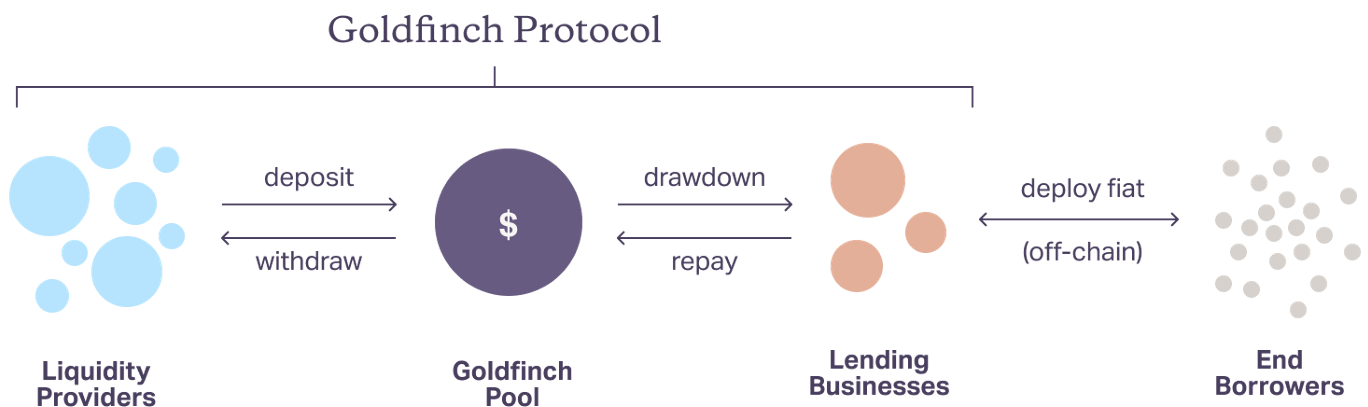 Goldfinch Protocol
deposit
withdraw
$
drawdown
repay
deploy fiat
(off-chain)
Liquidity
Providers
Goldfinch
Pool
Lending
Businesses
End
Borrowers